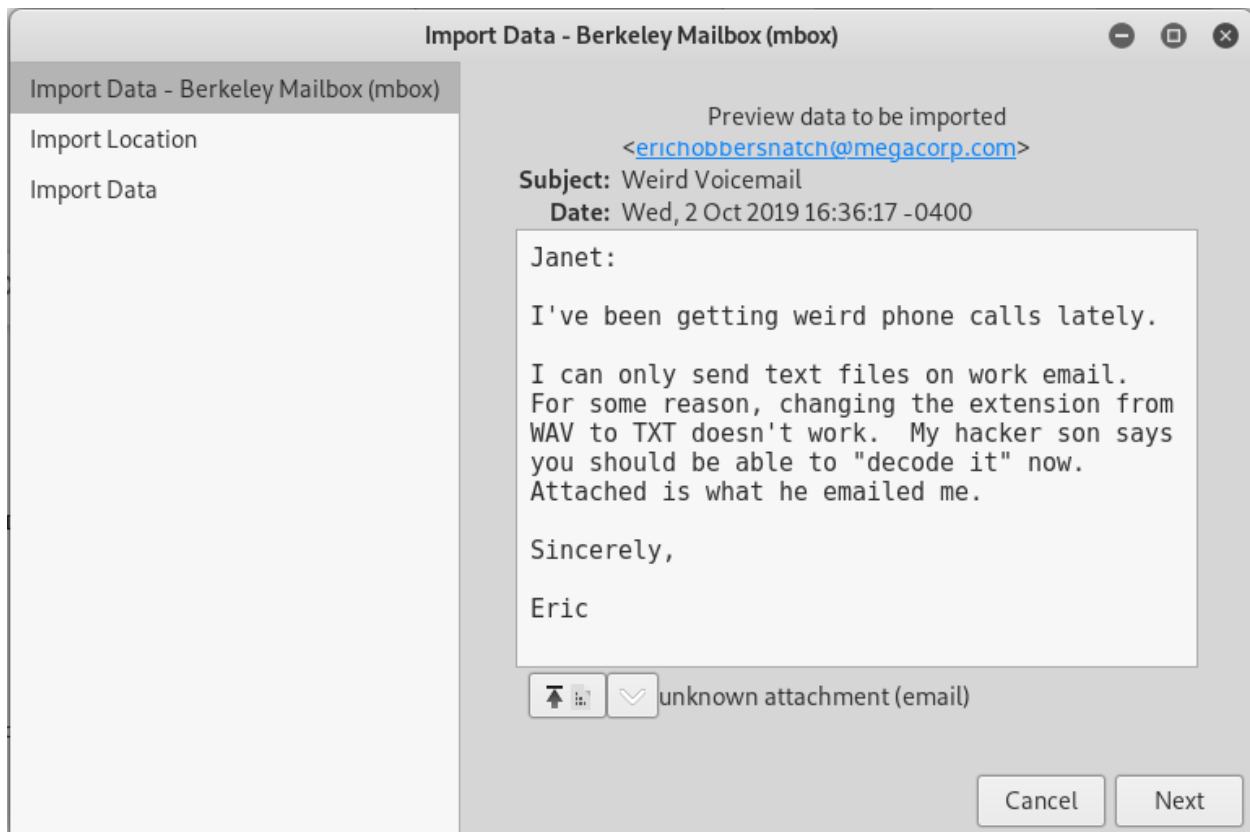 Import Data - Berkeley Mailbox (mbox)
Import Data - Berkeley Mailbox (mbox)
Import Location
Import Data
Preview data to be imported
<erichobbersnatch@megacorp.com>
Subject: Weird Voicemail
Date: Wed, 2 Oct 2019 16:36:17 -0400
Janet:
I've been getting weird phone calls lately.
I can only send text files on work email.
For some reason, changing the extension from
WAV to TXT doesn't work.  My hacker son says
you should be able to "decode it" now.
Attached is what he emailed me.
Sincerely,
Eric
unknown attachment (email)
Cancel
Next